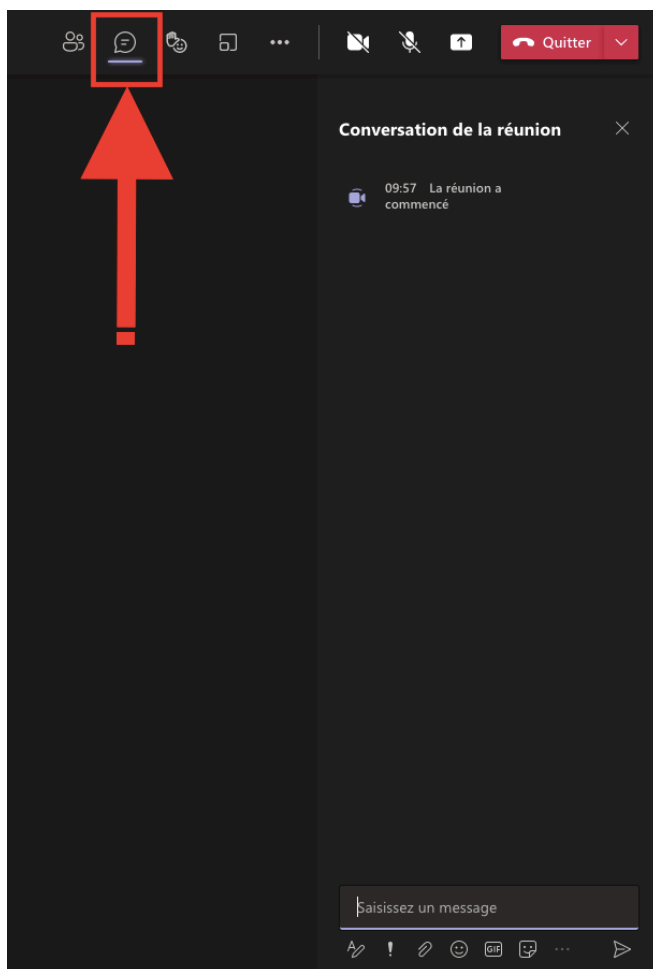 Quitter
Conversation de la réunion
09:57 La réunion a
commencé
Saisissez un message
GIF